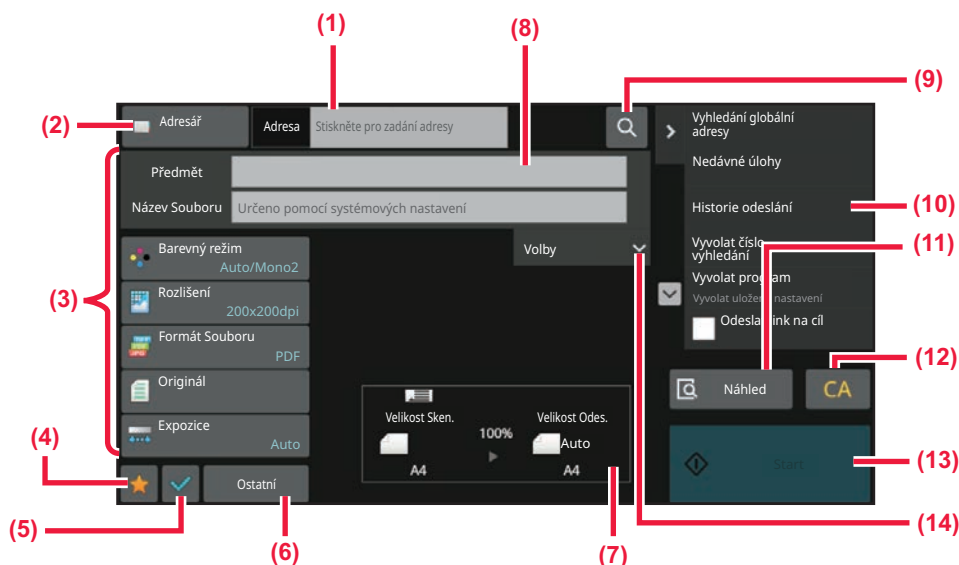 (1)
(8)
(9)
(2)
Adresář
Adresa
Stiskněte pro zadání adresy
Vyhledání globální
adresy
Nedávné úlohy
Historie odeslání
(10)
Vyvolat číslo
vyhledání
(11)
Vyvolat program
Vyvolat nastavení
Odeslat link na cíl
(3)
Předmět
Název Souboru
Určeno pomocí systémových nastavení
Volby
Barevný režim
Auto/Mono2
Rozlišení
200x200dpi
Formát Souboru
PDF
Originál
Expozice
Auto
Velikost Sken.
A4
100%
Velikost Odes.
Auto
A4
Náhled
(12)
CA
Start
(13)
(4)
(5)
Ostatní
(6)
(7)
(14)